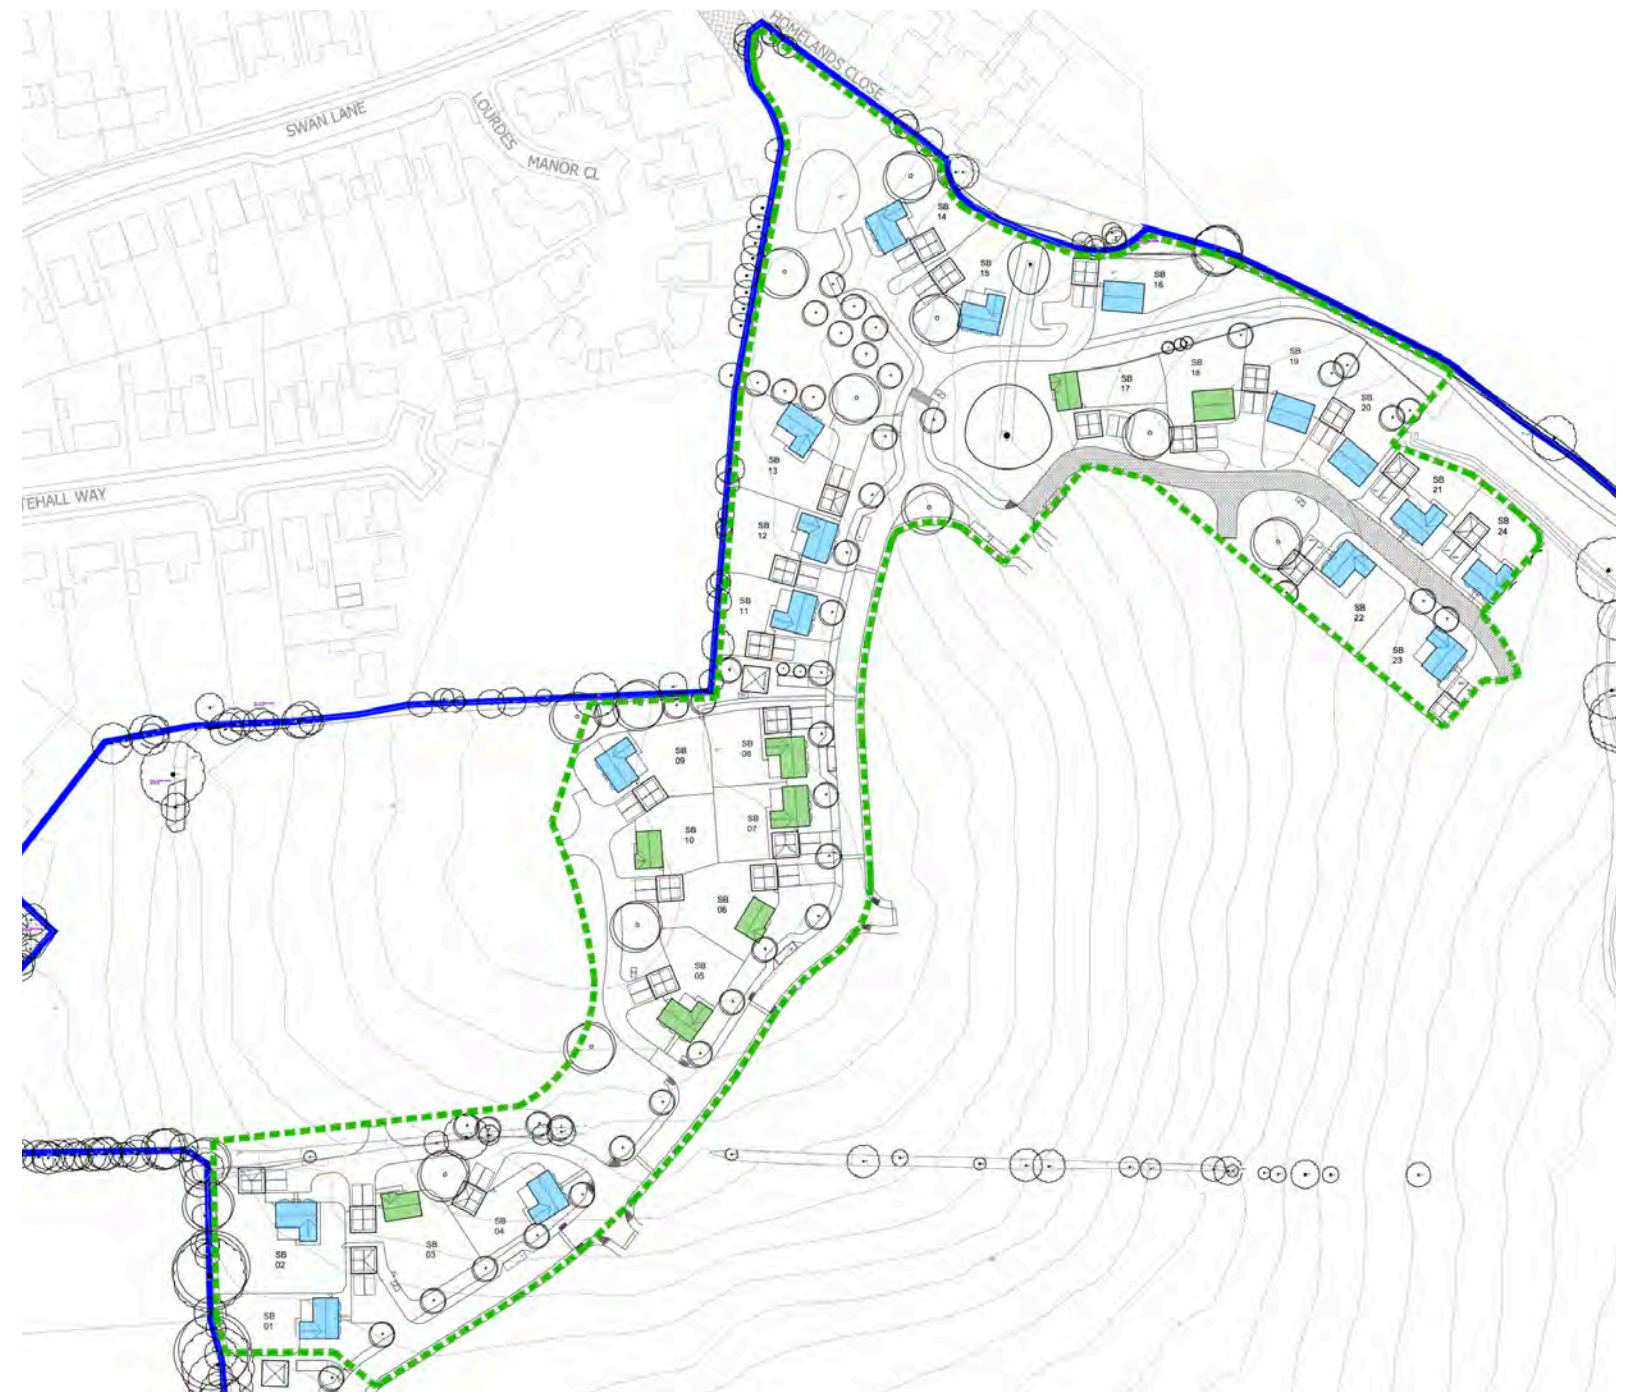 HOMELANDS CLOSE
SWAN LANE
LOURDES
MANOR CL
TEHALL WAY
SB
14
SB
15
SB
16
SB
17
SB
18
SB
19
SB
20
SB
21
SB
24
SB
13
SB
12
SB
11
SB
22
SB
23
SB
09
SB
08
SB
10
SB
07
SB
06
SB
05
SB
04
SB
03
SB
02
SB
01